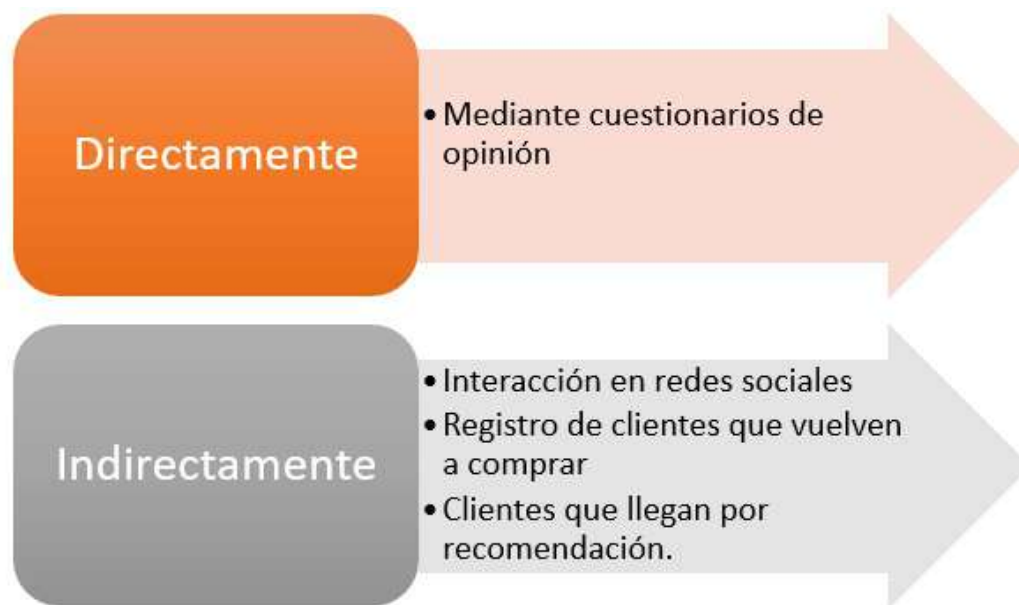 Directamente
• Mediante cuestionarios de
opinión
Indirectamente
• Interacción en redes sociales
• Registro de clientes que vuelven
a comprar
• Clientes que llegan por
recomendación.